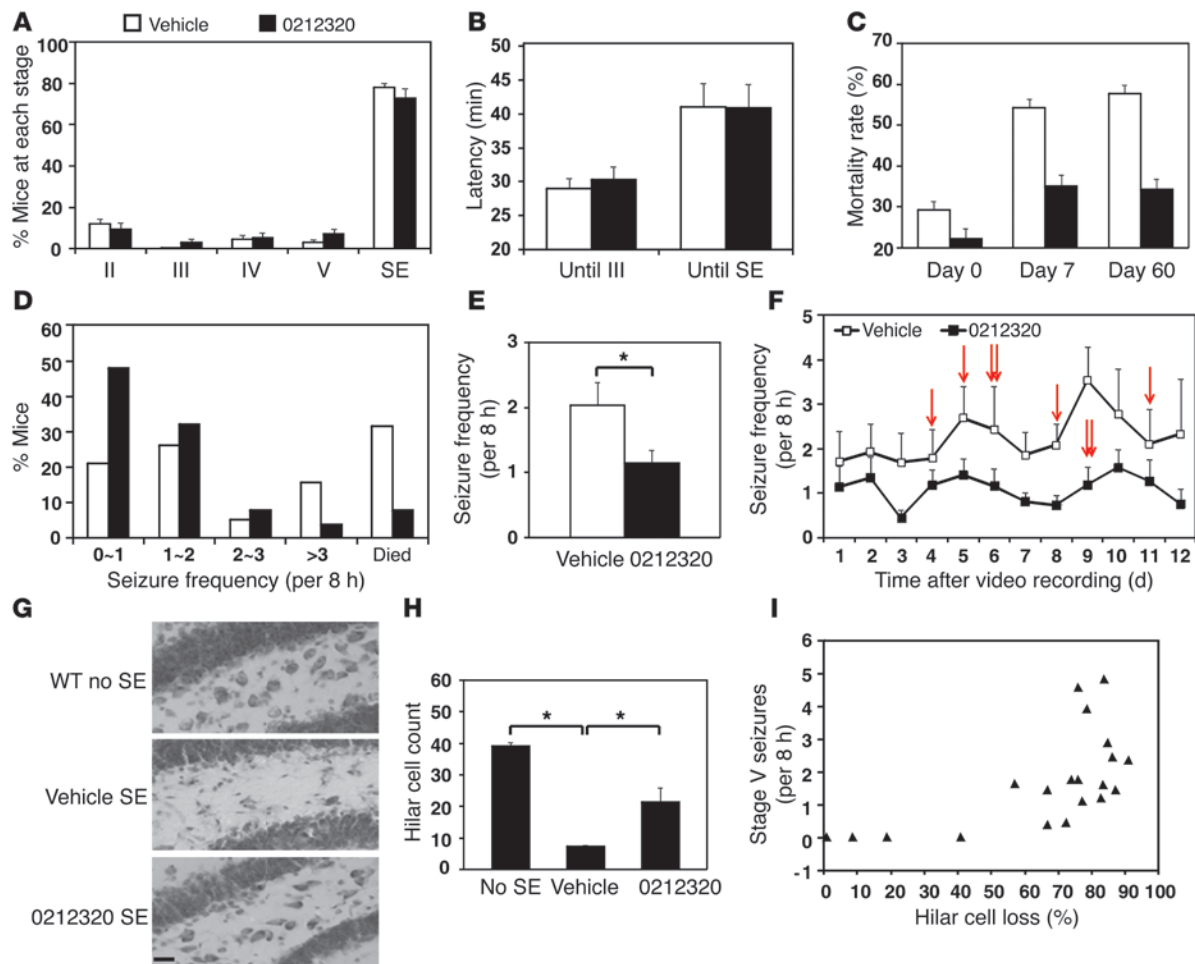 A
Vehicle
0212320
% Mice at each stage
100
80
60
40
20
0
II
III
IV
V
SE
B
Latency (min)
50
45
40
35
30
25
20
Until III
Until SE
C
Mortality rate (%)
70
60
50
40
30
20
Day 0
Day 7
Day 60
D
% Mice
60
50
40
30
20
10
0
0~1
1~2
2~3
>3
Died
Seizure frequency (per 8 h)
E
Seizure frequency
(per 8 h)
3
2
1
0
*
Vehicle 0212320
F
Vehicle
0212320
Seizure frequency
(per 8 h)
5
4
3
2
1
0
1 2 3 4 5 6 7 8 9 10 11 12
Time after video recording (d)
G
WT no SE
Vehicle SE
0212320 SE
H
Hilar cell count
60
50
40
30
20
10
0
*
*
No SE
Vehicle
0212320
I
Stage V seizures
(per 8 h)
6
5
4
3
2
1
0
-1
0 10 20 30 40 50 60 70 80 90 100
Hilar cell loss (%)